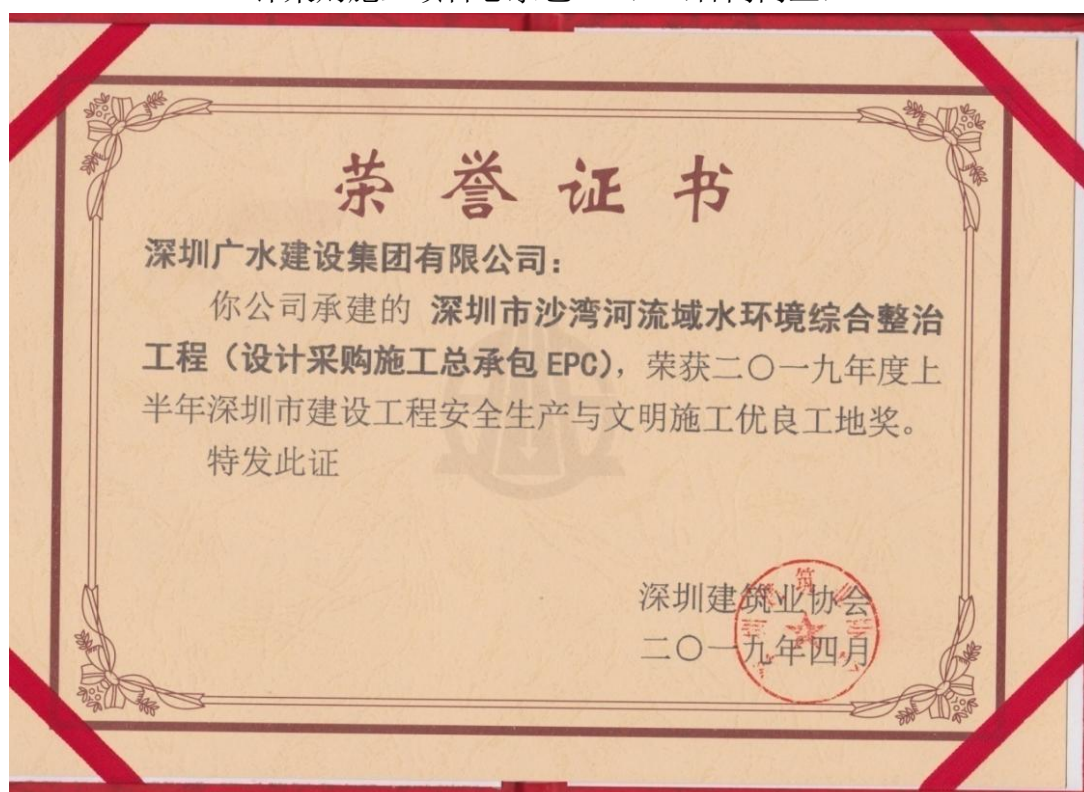 荣誉证书
深圳广水建设集团有限公司：
你公司承建的 深圳市沙湾河流域水环境综合整治
工程（设计采购施工总承包 EPC），荣获二〇一九年度上
半年深圳市建设工程安全生产与文明施工优良工地奖。
特发此证
深圳建筑业协会
二〇一九年四月